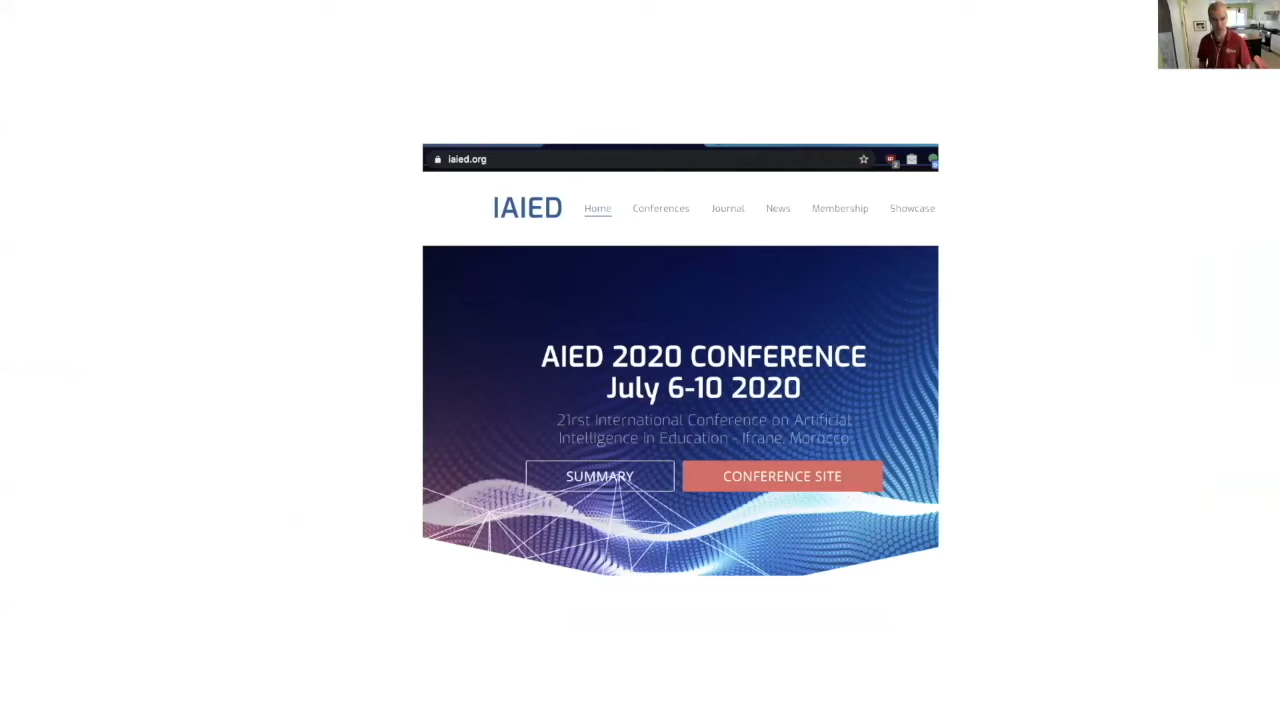 iaied.org
IAIED Home Conferences Journal News Membership Showcase
AIED 2020 CONFERENCE
July 6-10 2020
21rst International Conference on Artificial
Intelligence in Education - Ifrane, Morocco
SUMMARY CONFERENCE SITE